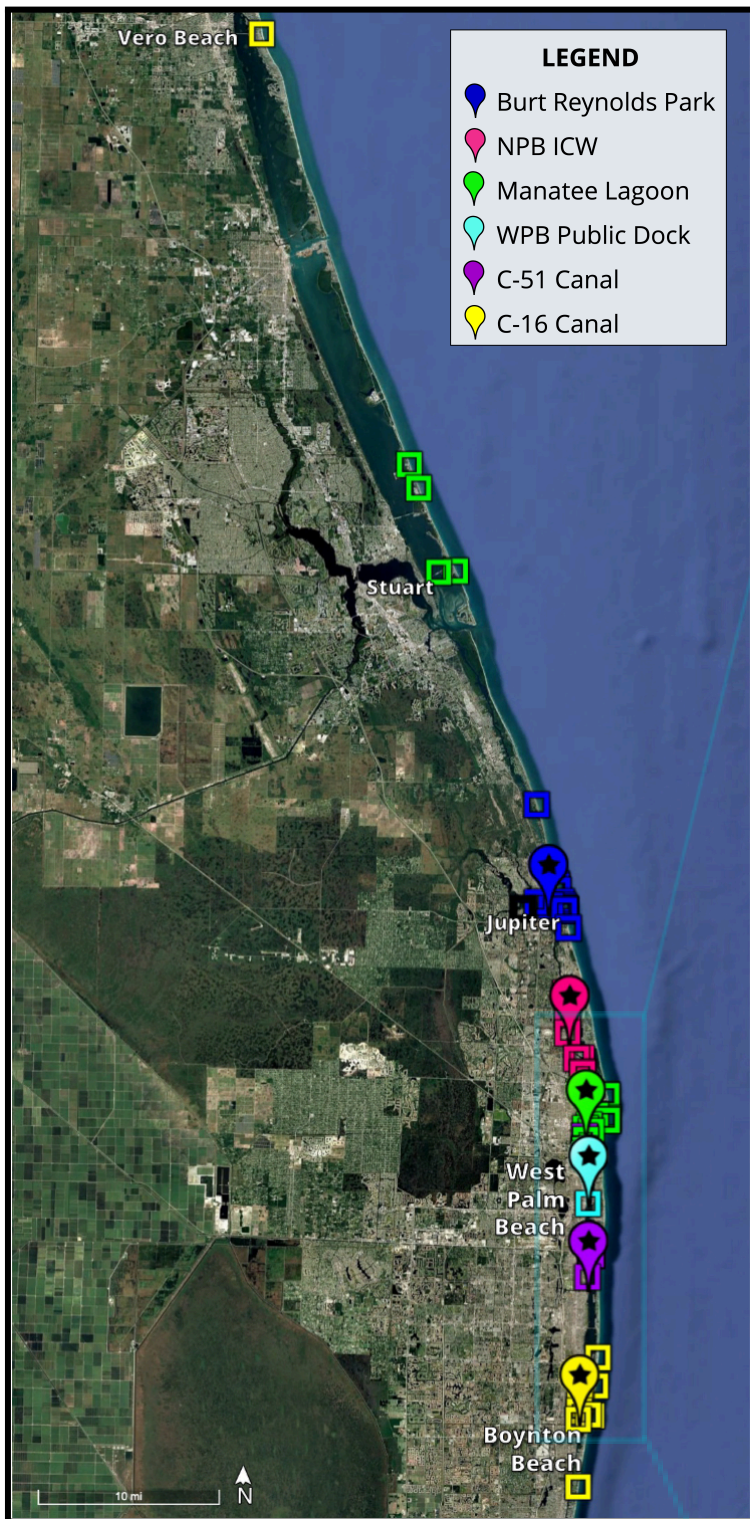 Vero Beach
LEGEND
Burt Reynolds Park
NPB ICW
Manatee Lagoon
WPB Public Dock
C-51 Canal
C-16 Canal
Stuart
Jupiter
West
Palm
Beach
Boynton
Beach
10 mi
N